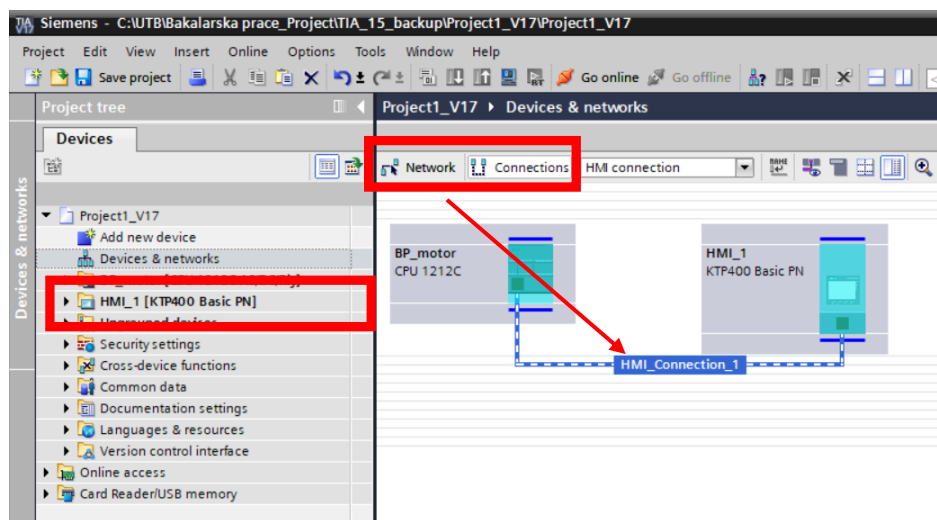 Siemens - C:\UTB\Bakalarska prace_Project\TIA_15_backup\Project1_V17\Project1_V17
Project Edit View Insert Online Options Tools Window Help
Save project Go online Go offline
Project tree
Project1_V17 Devices & networks
Devices
Network Connections HMI connection
Devices & networks
Project1_V17
Add new device
Devices & networks
HMI_1 [KTP400 Basic PN]
Ungrouped devices
Security settings
Cross-device functions
Common data
Documentation settings
Languages & resources
Version control interface
Online access
Card Reader/USB memory
BP_motor
CPU 1212C
HMI_1
KTP400 Basic PN
HMI_Connection_1